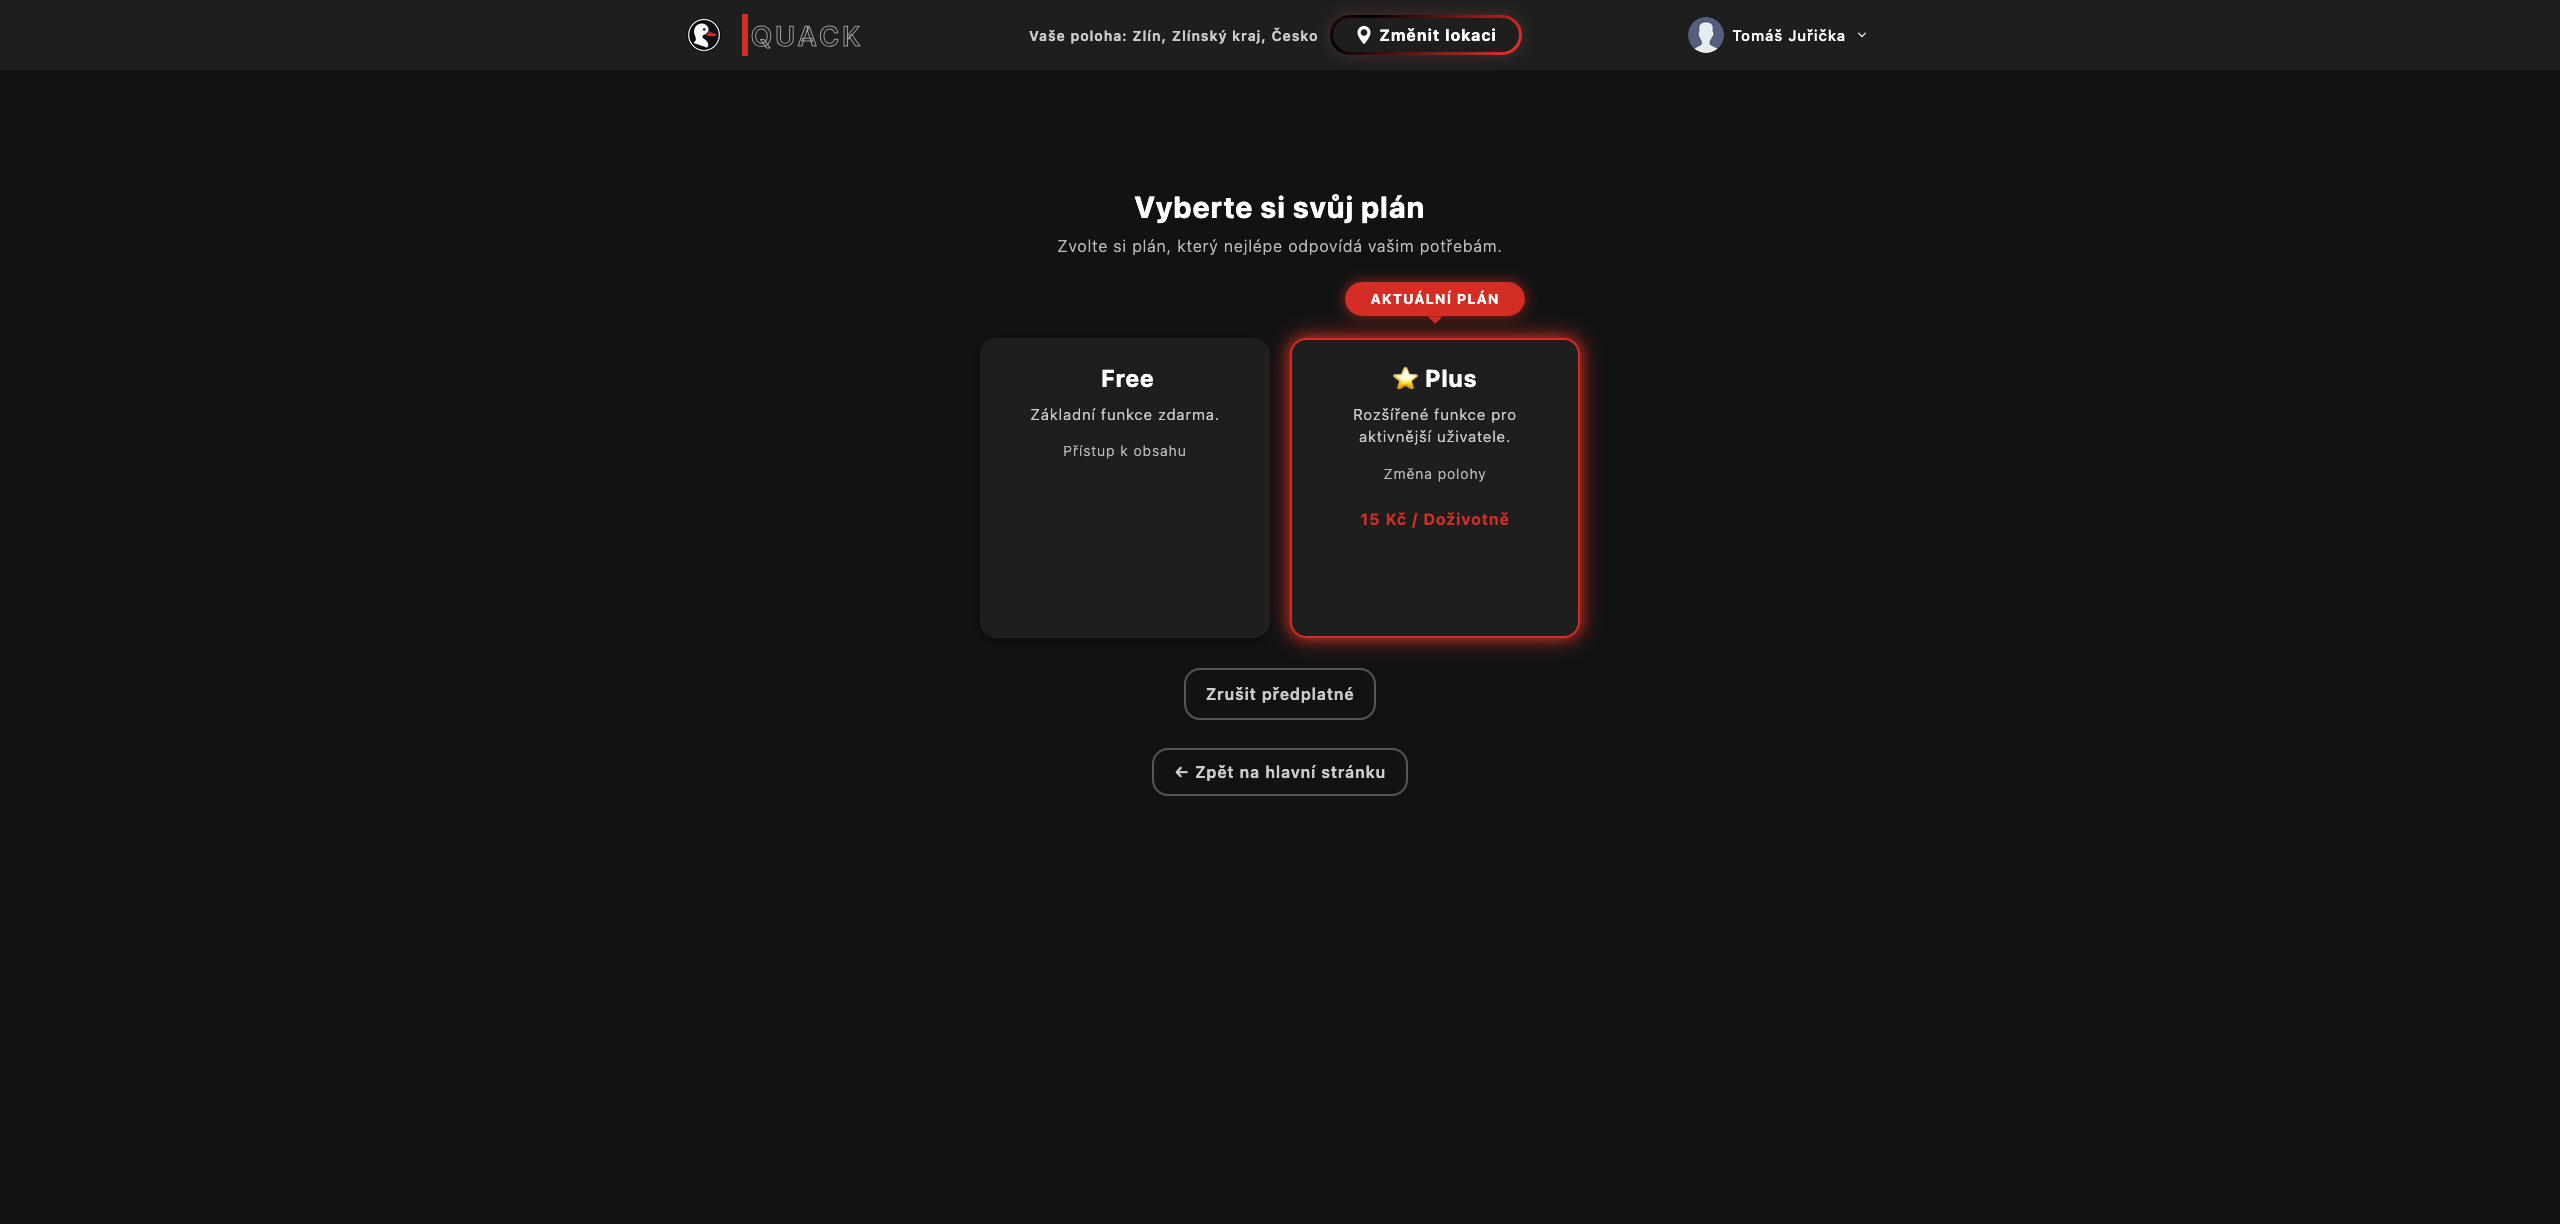 QUACK
Vaše poloha: Zlín, Zlínský kraj, Česko
Změnit lokaci
Tomáš Juřička
Vyberte si svůj plán
Zvolte si plán, který nejlépe odpovídá vašim potřebám.
AKTUÁLNÍ PLÁN
Free
Základní funkce zdarma.
Přístup k obsahu
⭐ Plus
Rozšířené funkce pro
aktivnější uživatele.
Změna polohy
15 Kč / Doživotně
Zrušit předplatné
← Zpět na hlavní stránku